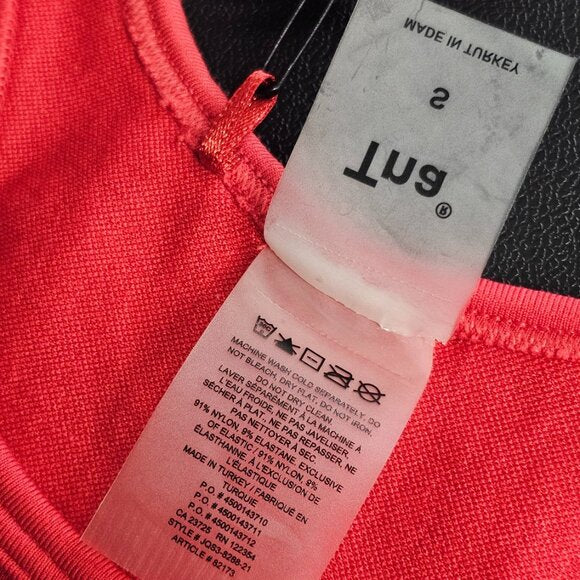 MADE IN TURKEY
S
Tna®
MACHINE WASH COLD SEPARATELY, DO
NOT BLEACH, DRY FLAT, DO NOT IRON,
DO NOT DRY CLEAN.
LAVER SÉPARÉMENT À LA MACHINE À
L'EAU FROIDE, NE PAS JAVELISER,
SÉCHER À PLAT, NE PAS REPASSER, NE
PAS NETTOYER À SEC.
91% NYLON, 9% ELASTANE, EXCLUSIVE
OF ELASTIC / 91% NYLON, 9%
ÉLASTHANNE À L'EXCLUSION DE
L'ÉLASTIQUE
MADE IN TURKEY/ FABRIQUÉ EN
TURQUIE
P.O. # 4500143710
P.O. # 4500143711
P.O. # 4500143712
CA 23725 RN 122354
STYLE # JOS3-8288-21
ARTICLE # 82173